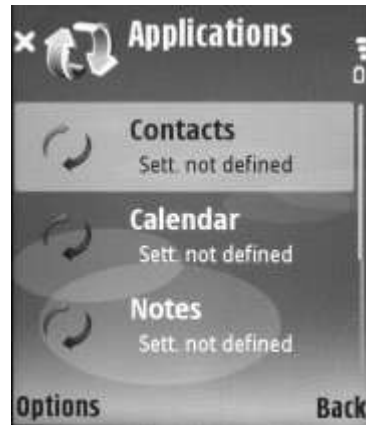 Applications
Contacts
Sett. not defined
Calendar
Sett. not defined
Notes
Sett. not defined
Options
Back